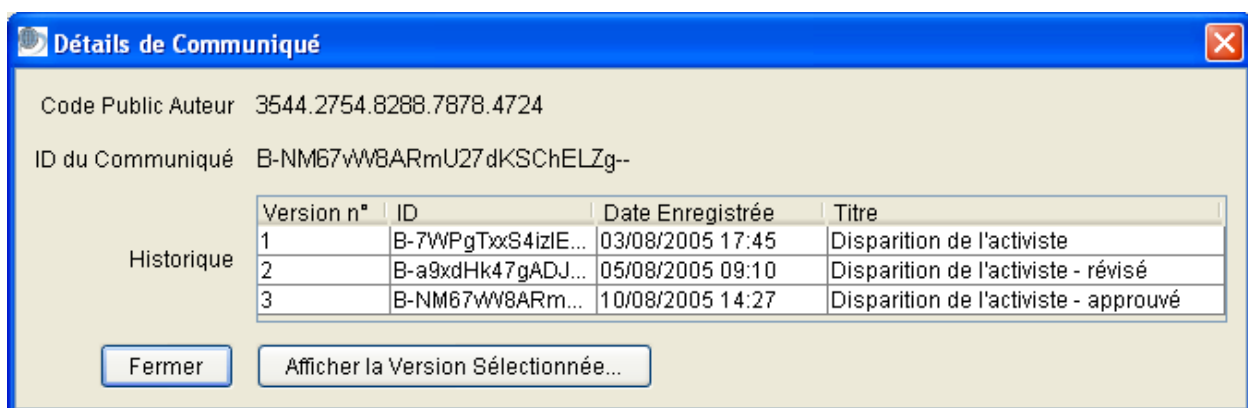 Détails de Communiqué
Code Public Auteur 3544.2754.8288.7878.4724
ID du Communiqué B-NM67vW8ARmU27dKSChELZg--
Historique
Version n° ID Date Enregistrée Titre
1 B-7WPgTxxS4izIE... 03/08/2005 17:45 Disparition de l'activiste
2 B-a9xdHk47gADJ... 05/08/2005 09:10 Disparition de l'activiste - révisé
3 B-NM67vW8ARm... 10/08/2005 14:27 Disparition de l'activiste - approuvé
Fermer Afficher la Version Sélectionnée...